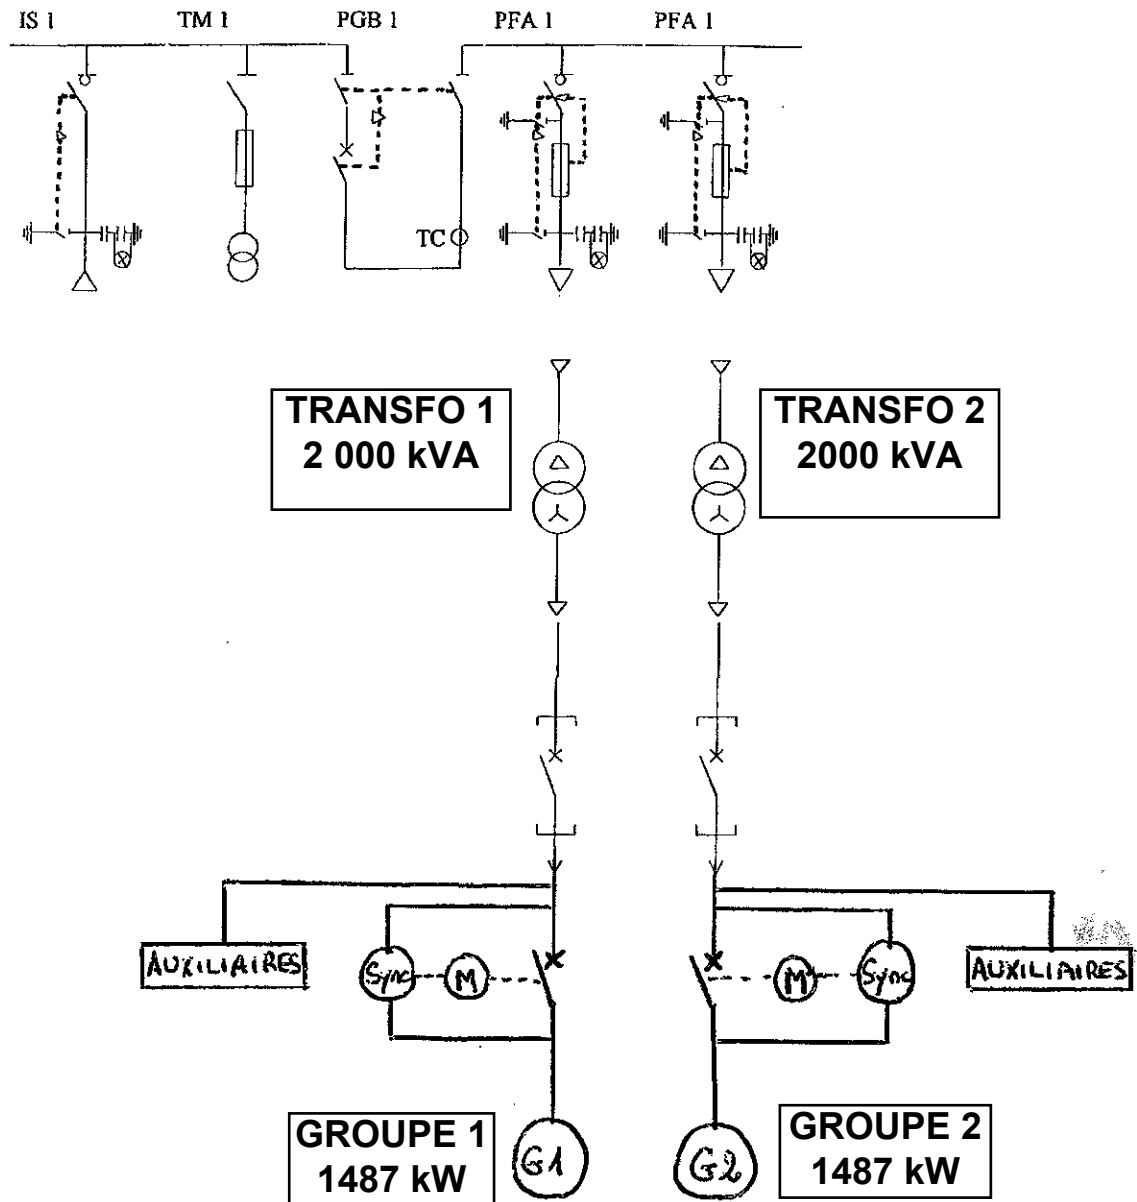 IS 1 TM 1 PGB 1 PFA 1 PFA 1
TC
TRANSFO 1
2 000 kVA
TRANSFO 2
2000 kVA
AUXILIAIRES
Sync
M
M
Sync
AUXILIAIRES
GROUPE 1
1487 kW
G1
G2
GROUPE 2
1487 kW